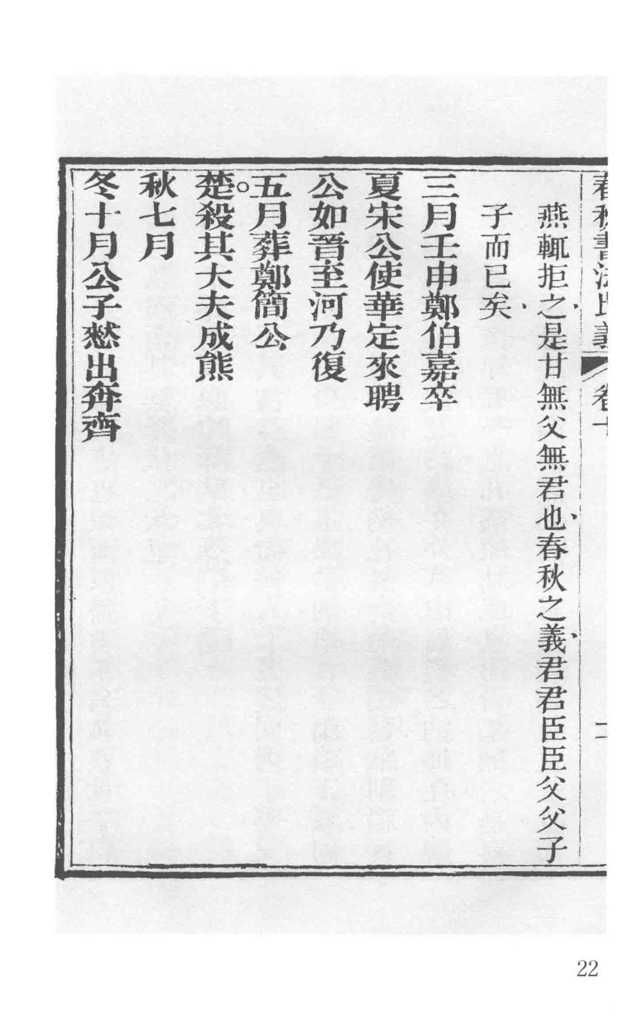 春秋書法比義 卷十
燕輒拒之是甘無父無君也春秋之義君君臣臣父父子
子而已矣
三月壬申鄭伯嘉卒
夏宋公使華定來聘
公如晉至河乃復
五月葬鄭簡公
楚殺其大夫成熊
秋七月
冬十月公子憖出奔齊
22